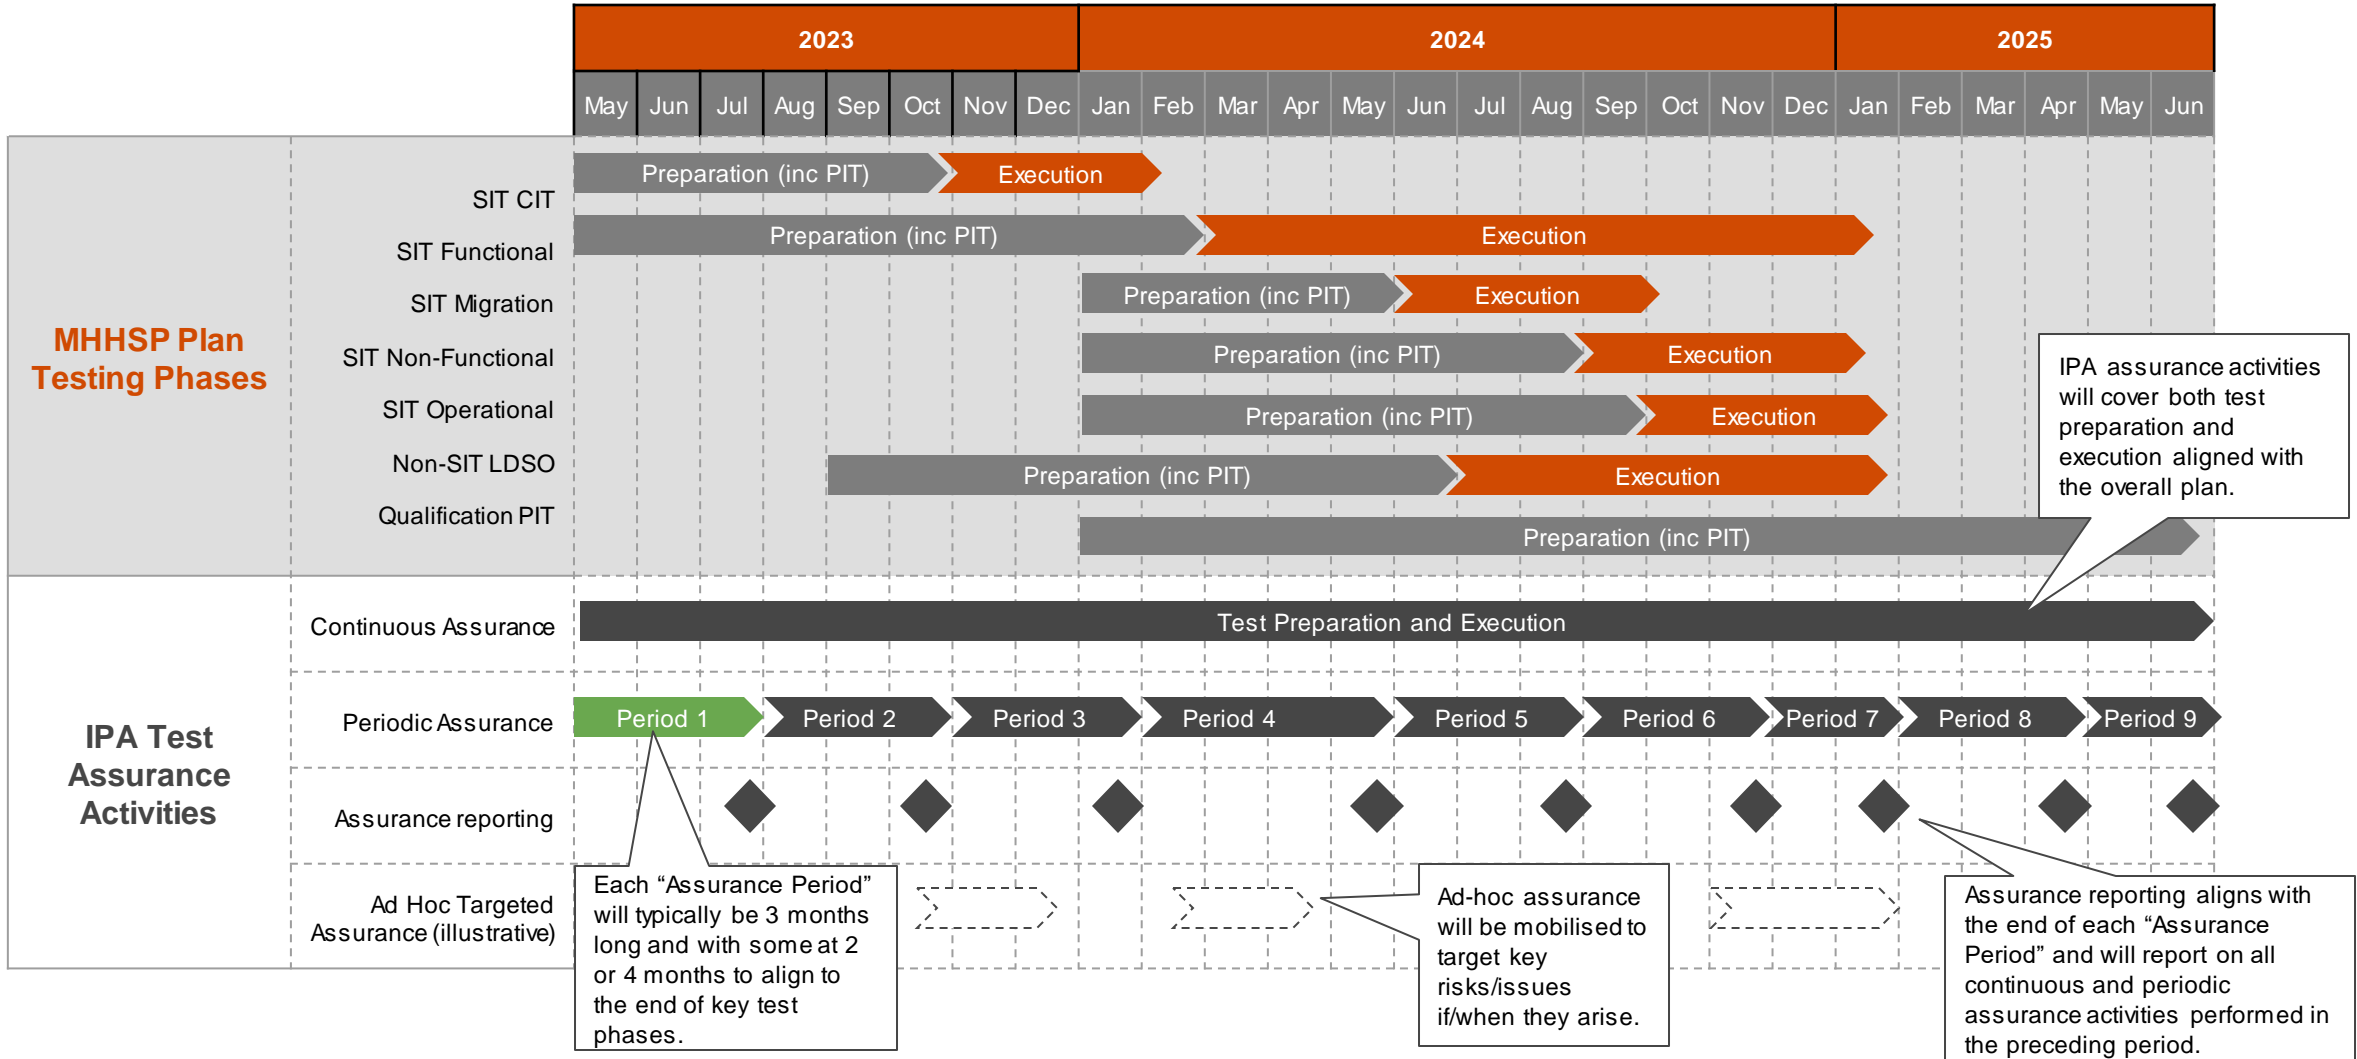 2023
2024
2025
May Jun Jul Aug Sep Oct Nov Dec Jan Feb Mar Apr May Jun Jul Aug Sep Oct Nov Dec Jan Feb Mar Apr May Jun
MHHSP Plan
Testing Phases
SIT CIT
SIT Functional
SIT Migration
SIT Non-Functional
SIT Operational
Non-SIT LDSO
Qualification PIT
Preparation (inc PIT)
Execution
Preparation (inc PIT)
Execution
Preparation (inc PIT)
Execution
Preparation (inc PIT)
Execution
Preparation (inc PIT)
Execution
Preparation (inc PIT)
Execution
Preparation (inc PIT)
IPA assurance activities
will cover both test
preparation and
execution aligned with
the overall plan.
IPA Test
Assurance
Activities
Continuous Assurance
Test Preparation and Execution
Periodic Assurance
Period 1
Period 2
Period 3
Period 4
Period 5
Period 6
Period 7
Period 8
Period 9
Assurance reporting
Ad Hoc Targeted
Assurance (illustrative)
Each “Assurance Period”
will typically be 3 months
long and with some at 2
or 4 months to align to
the end of key test
phases.
Ad-hoc assurance
will be mobilised to
target key
risks/issues
if/when they arise.
Assurance reporting aligns with
the end of each “Assurance
Period” and will report on all
continuous and periodic
assurance activities performed in
the preceding period.